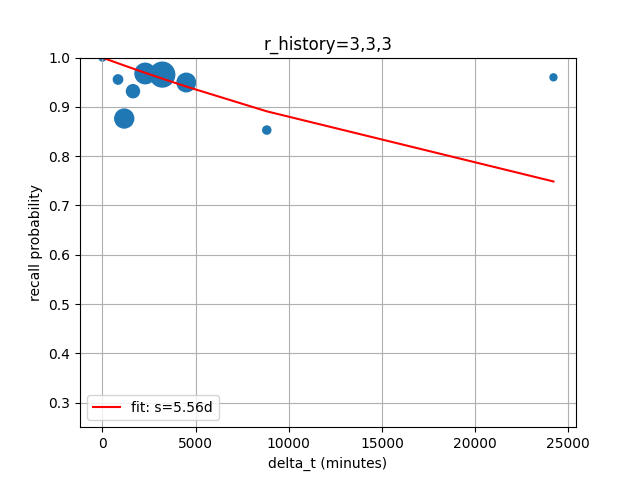 r_history=3,3,3
1.0
0.9
0.8
0.7
0.6
0.5
0.4
0.3
recall probability
fit: s=5.56d
0 5000 10000 15000 20000 25000
delta_t (minutes)